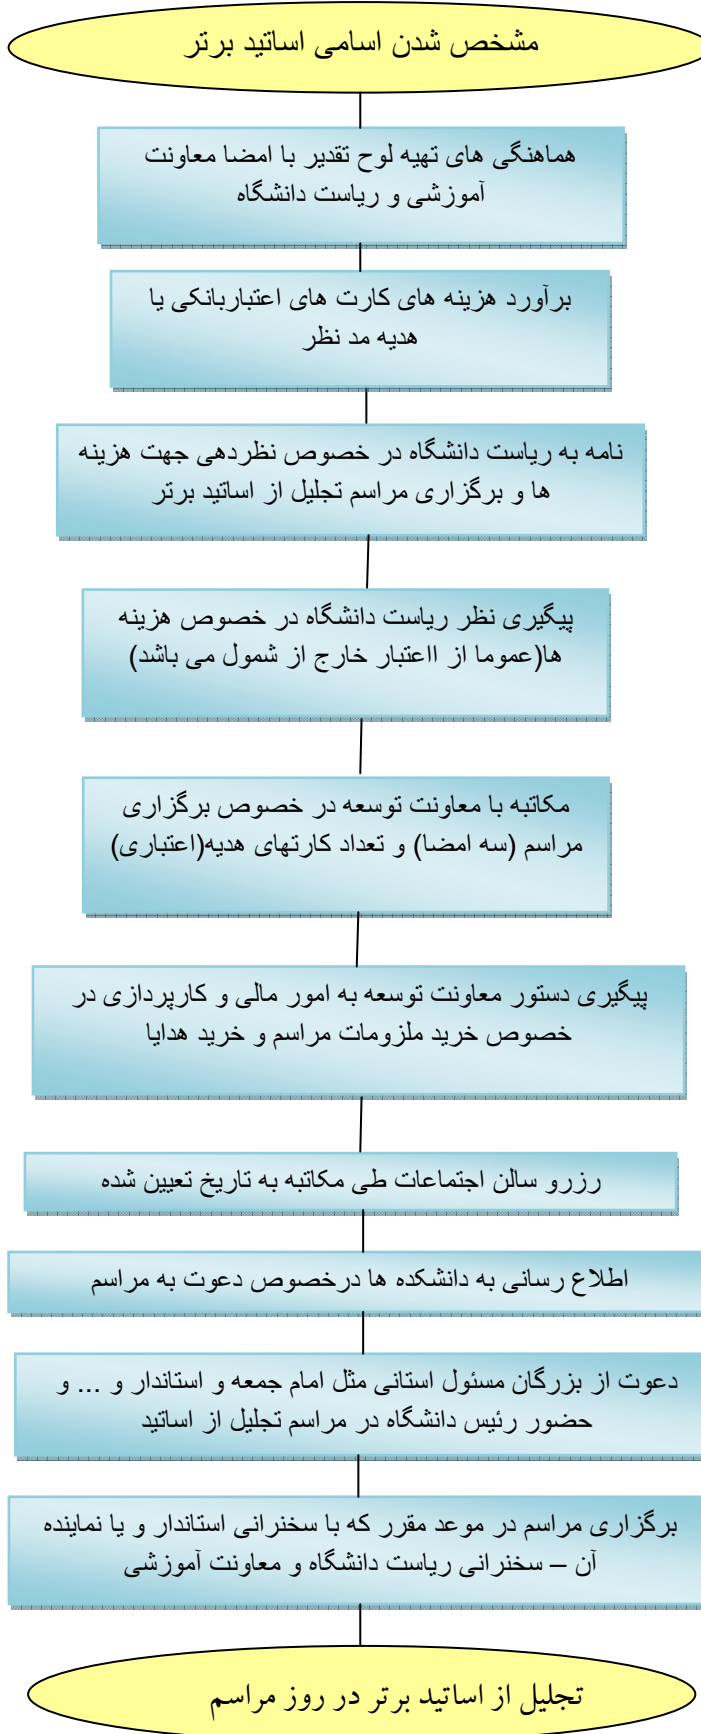 مشخص شدن اسامی اساتید برتر
هماهنگی های تهیه لوح تقدیر با امضا معاونت
آموزشی و ریاست دانشگاه
برآورد هزینه های کارت های اعتباربانکی یا
هدیه مد نظر
نامه به ریاست دانشگاه در خصوص نظردهی جهت هزینه
ها و برگزاری مراسم تجلیل از اساتید برتر
پیگیری نظر ریاست دانشگاه در خصوص هزینه
ها(عموما از ااعتبار خارج از شمول می باشد)
مکاتبه با معاونت توسعه در خصوص برگزاری
مراسم (سه امضا) و تعداد کارتهای هدیه(اعتباری)
پیگیری دستور معاونت توسعه به امور مالی و کارپردازی در
خصوص خرید ملزومات مراسم و خرید هدایا
رزرو سالن اجتماعات طی مکاتبه به تاریخ تعیین شده
اطلاع رسانی به دانشکده ها درخصوص دعوت به مراسم
دعوت از بزرگان مسئول استانی مثل امام جمعه و استاندار و ... و
حضور رئیس دانشگاه در مراسم تجلیل از اساتید
برگزاری مراسم در موعد مقرر که با سخنرانی استاندار و یا نماینده
آن – سخنرانی ریاست دانشگاه و معاونت آموزشی
تجلیل از اساتید برتر در روز مراسم